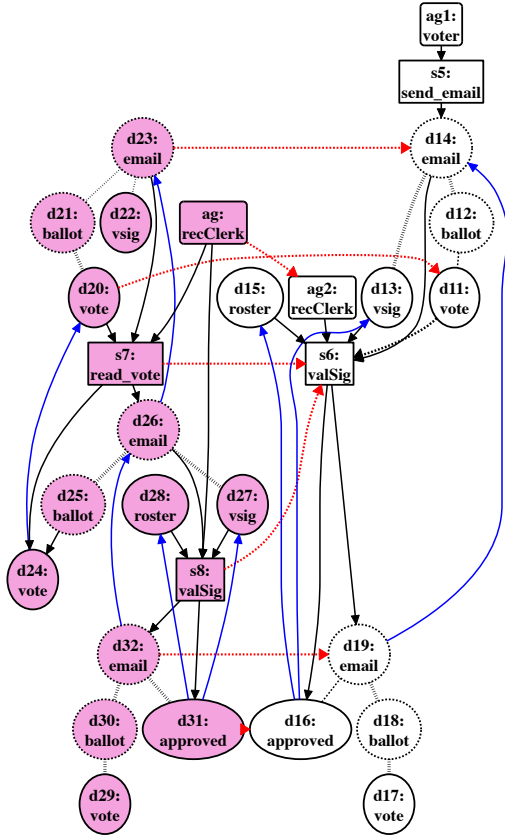 ag1:
voter
s5:
send_email
d23:
email
d14:
email
d21:
ballot
d22:
vsig
ag:
recClerk
d12:
ballot
d20:
vote
d15:
roster
ag2:
recClerk
d13:
vsig
d11:
vote
s7:
read_vote
s6:
valSig
d26:
email
d25:
ballot
d28:
roster
d27:
vsig
d24:
vote
s8:
valSig
d32:
email
d19:
email
d30:
ballot
d31:
approved
d16:
approved
d18:
ballot
d29:
vote
d17:
vote